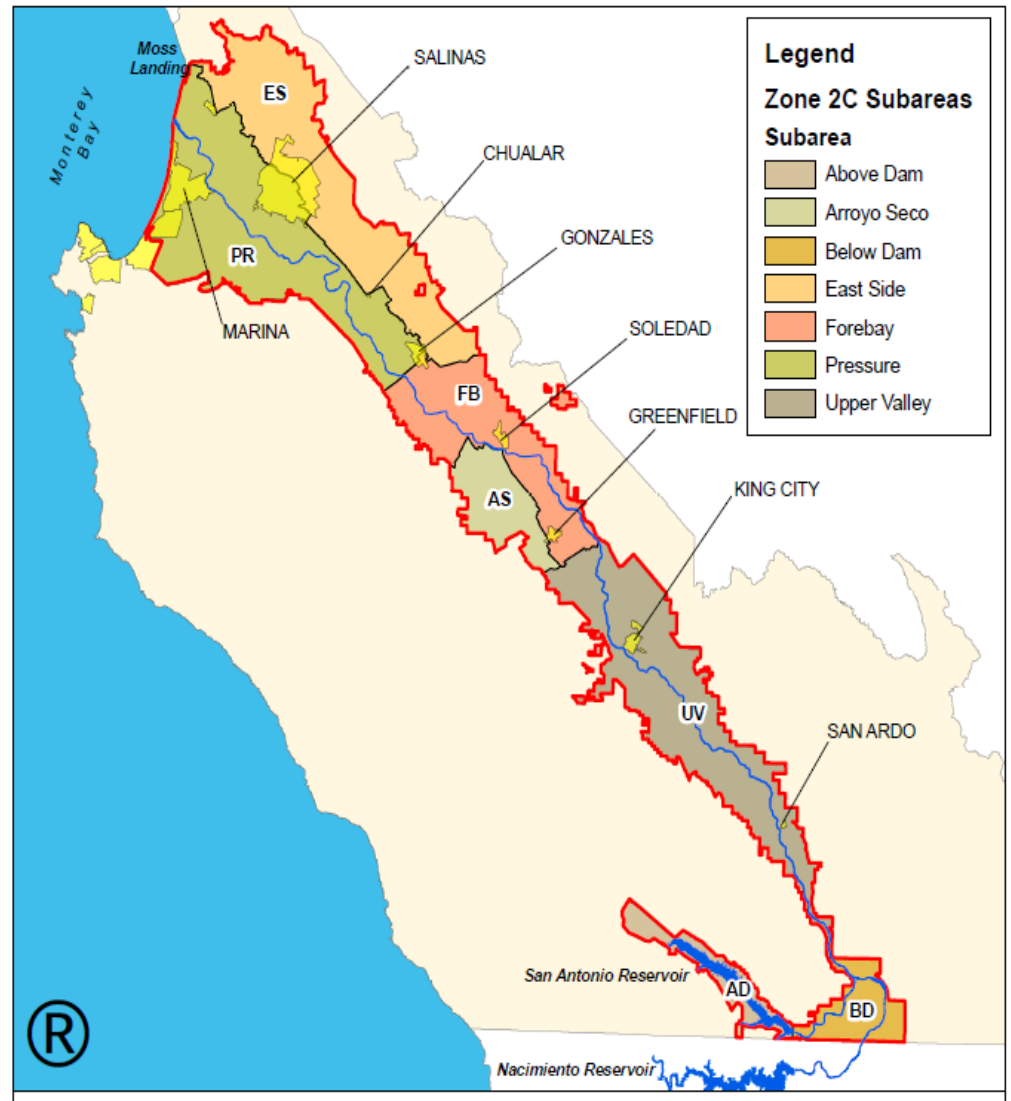 Moss
Landing
SALINAS
ES
Monterey
Bay
CHUALAR
GONZALES
PR
MARINA
SOLEDAD
FB
GREENFIELD
AS
KING CITY
UV
SAN ARDO
San Antonio Reservoir
AD
BD
Nacimiento Reservoir
®
Legend
Zone 2C Subareas
Subarea
Above Dam
Arroyo Seco
Below Dam
East Side
Forebay
Pressure
Upper Valley